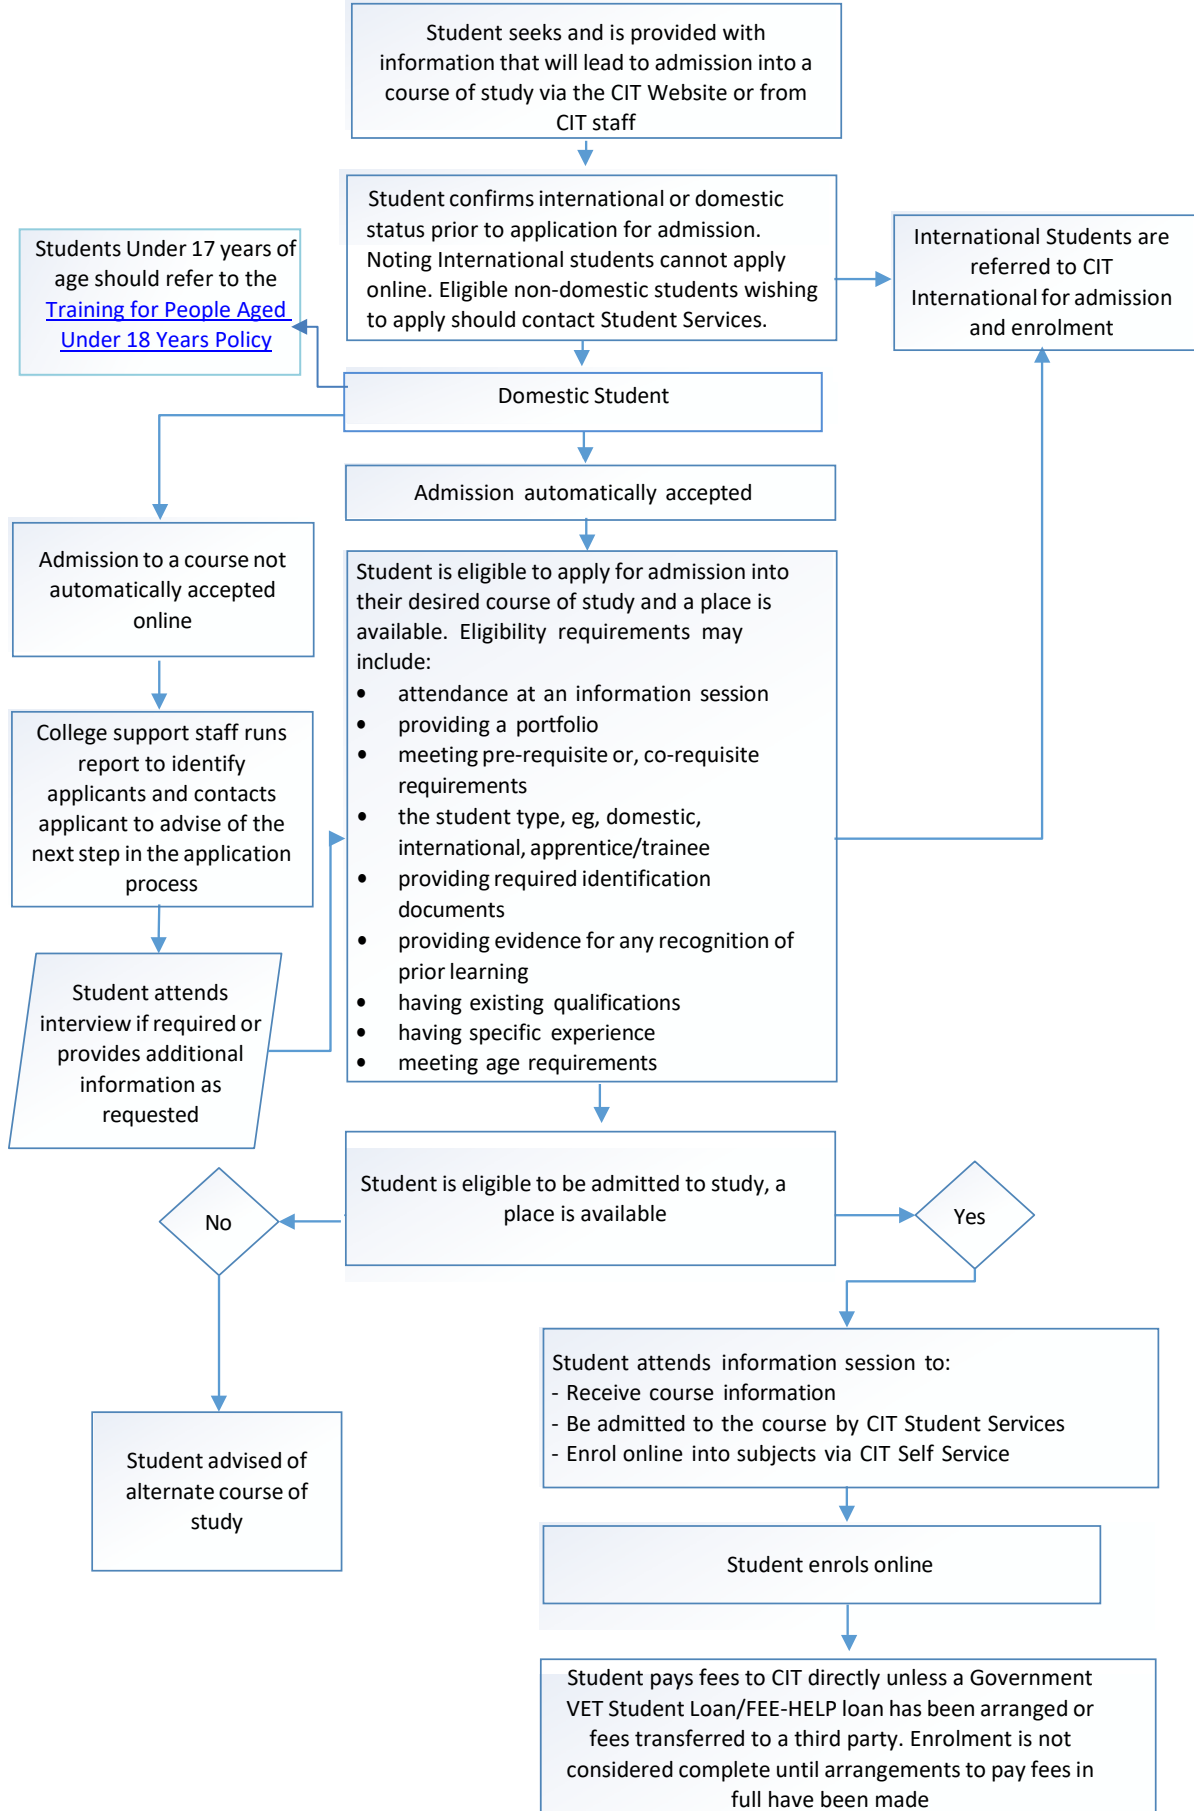 Student seeks and is provided with
information that will lead to admission into a
course of study via the CIT Website or from
CIT staff
Student confirms international or domestic
status prior to application for admission.
Noting International students cannot apply
online. Eligible non-domestic students wishing
to apply should contact Student Services.
International Students are
referred to CIT
International for admission
and enrolment
Students Under 17 years of
age should refer to the
Training for People Aged
Under 18 Years Policy
Domestic Student
Admission automatically accepted
Admission to a course not
automatically accepted
online
College support staff runs
report to identify
applicants and contacts
applicant to advise of the
next step in the application
process
Student attends
interview if required or
provides additional
information as
requested
Student is eligible to apply for admission into
their desired course of study and a place is
available. Eligibility requirements may
include:
• attendance at an information session
• providing a portfolio
• meeting pre-requisite or, co-requisite
requirements
• the student type, eg, domestic,
international, apprentice/trainee
• providing required identification
documents
• providing evidence for any recognition of
prior learning
• having existing qualifications
• having specific experience
• meeting age requirements
Student is eligible to be admitted to study, a
place is available
No
Yes
Student advised of
alternate course of
study
Student attends information session to:
- Receive course information
- Be admitted to the course by CIT Student Services
- Enrol online into subjects via CIT Self Service
Student enrols online
Student pays fees to CIT directly unless a Government
VET Student Loan/FEE-HELP loan has been arranged or
fees transferred to a third party. Enrolment is not
considered complete until arrangements to pay fees in
full have been made